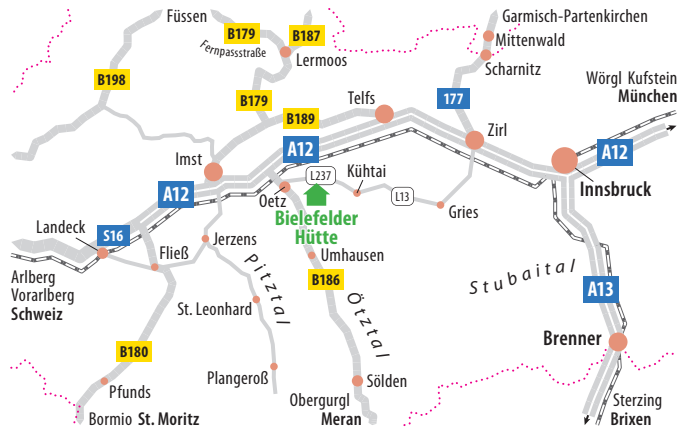 Füssen
B179
Fernpassstraße
B187
Lermoos
Garmisch-Partenkirchen
Mittenwald
Scharnitz
B198
B179
Telfs
177
Wörgl Kufstein
München
B189
Zirl
A12
A12
Imst
L237
Kühtai
Innsbruck
A12
Oetz
L13
Bielefelder
Hütte
Gries
Landeck
S16
Fließ
Jerzens
Umhausen
Arlberg
Vorarlberg
Schweiz
Pitztal
B186
Ötztal
Stubaital
A13
St. Leonhard
Brenner
B180
Plangeroß
Sölden
Pfunds
Obergurgl
Meran
Bormio St. Moritz
Sterzing
Brixen